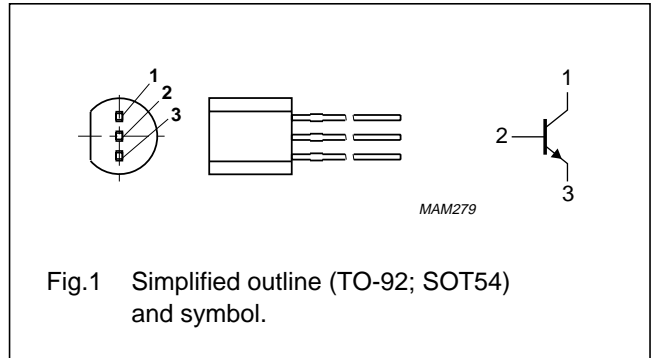 1
2
3
1
2
3
MAM279
Fig.1 Simplified outline (TO-92; SOT54)
and symbol.